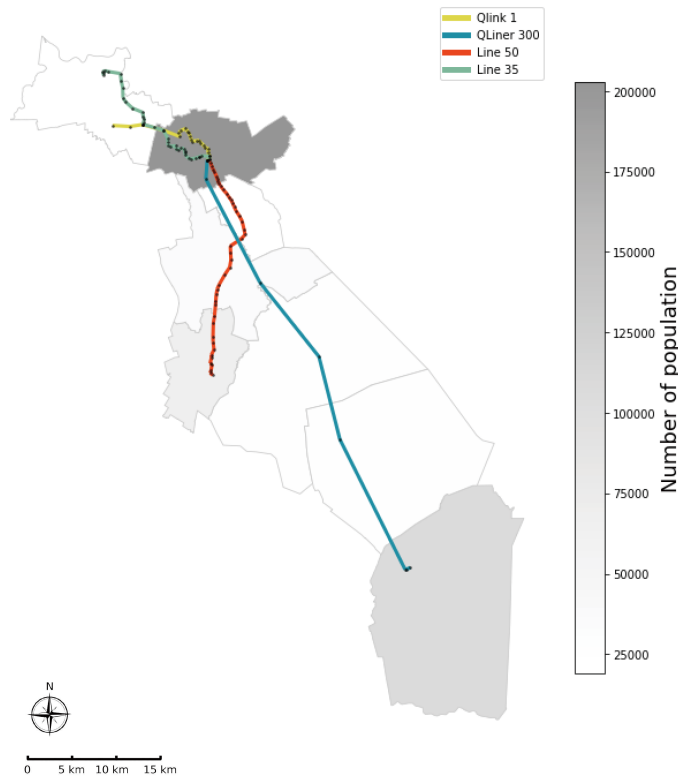 Qlink 1
QLiner 300
Line 50
Line 35
200000
175000
150000
125000
100000
75000
50000
25000
Number of population
N
0 5 km 10 km 15 km